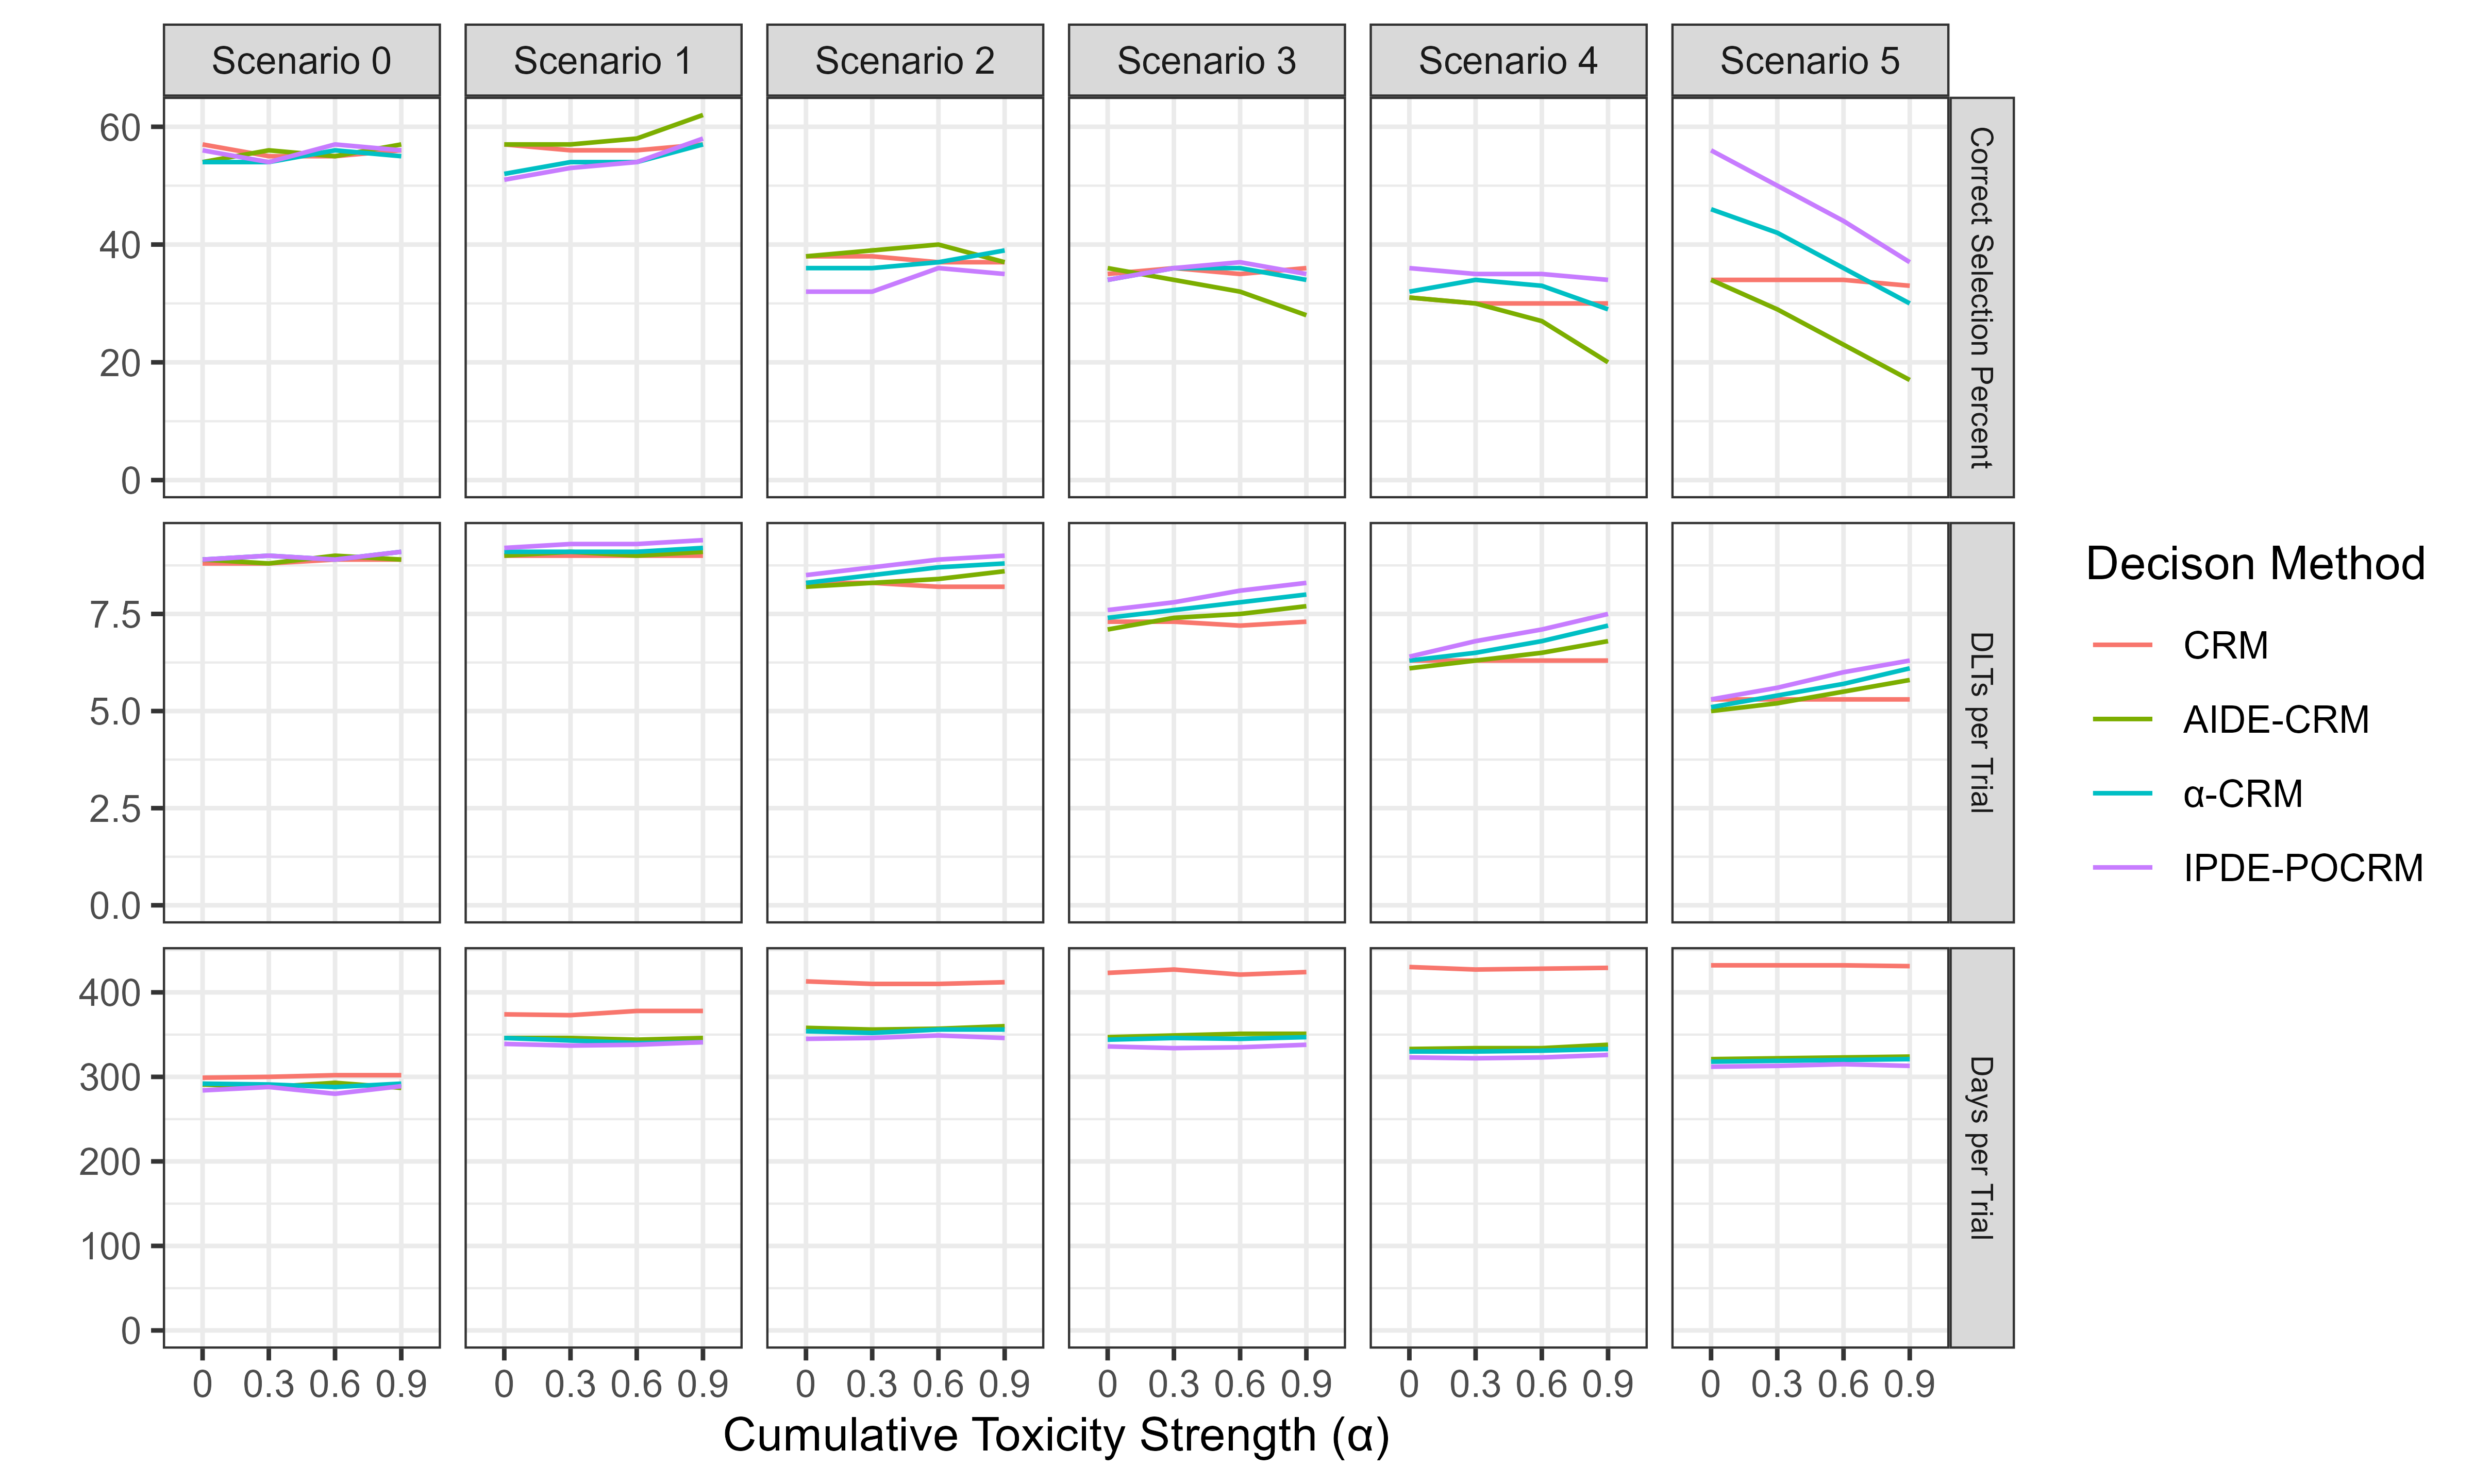 Scenario 0 Scenario 1 Scenario 2 Scenario 3 Scenario 4 Scenario 5
60
40
20
0
Correct Selection Percent
7.5
5.0
2.5
0.0
DLTs per Trial
400
300
200
100
0
Days per Trial
0 0.3 0.6 0.9 0 0.3 0.6 0.9 0 0.3 0.6 0.9 0 0.3 0.6 0.9 0 0.3 0.6 0.9 0 0.3 0.6 0.9
Cumulative Toxicity Strength (α)
Decison Method
CRM
AIDE-CRM
α-CRM
IPDE-POCRM